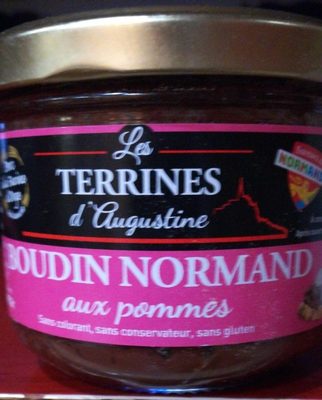 Les
TERRINES
d'Augustine
BOUDIN NORMAND
aux pommes
Sans colorant, sans conservateur, sans gluten